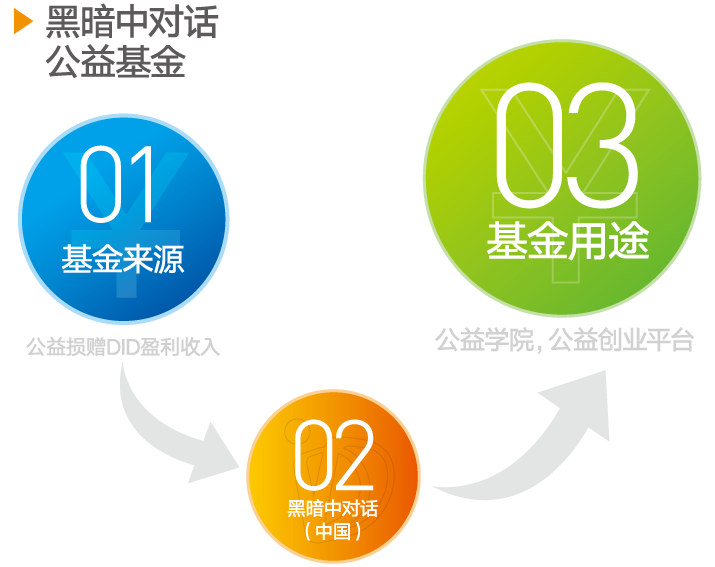 黑暗中对话
公益基金
01
基金来源
公益损赠DID盈利收入
02
黑暗中对话
(中国)
03
基金用途
公益学院,公益创业平台